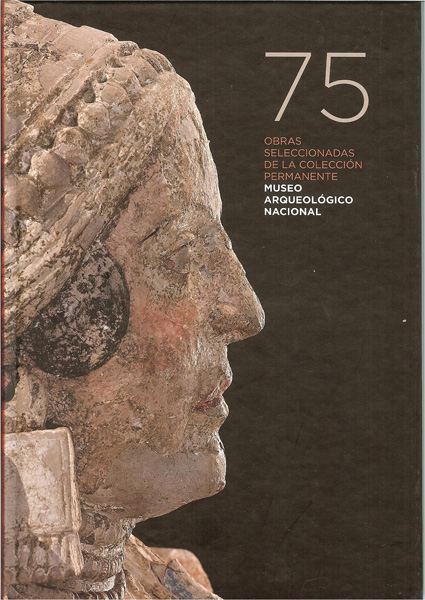 75
OBRAS
SELECCIONADAS
DE LA COLECCIÓN
PERMANENTE
MUSEO
ARQUEOLÓGICO
NACIONAL